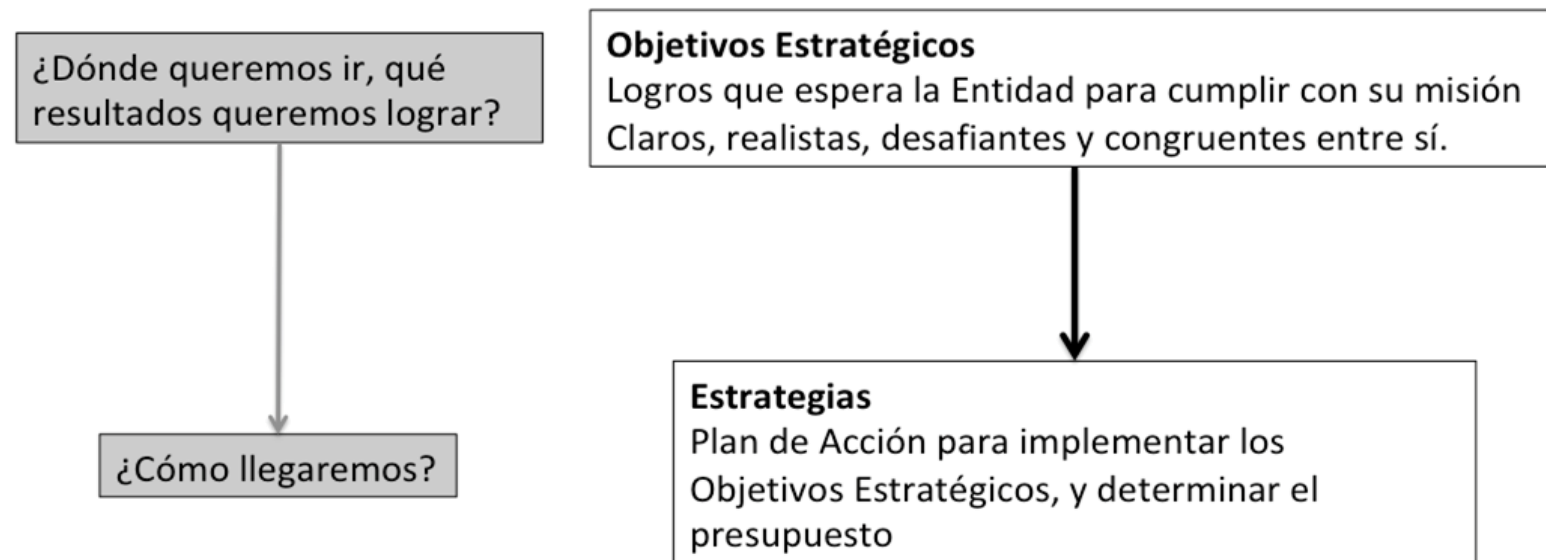 ¿Dónde queremos ir, qué
resultados queremos lograr?
Objetivos Estratégicos
Logros que espera la Entidad para cumplir con su misión
Claros, realistas, desafiantes y congruentes entre sí.
¿Cómo llegaremos?
Estrategias
Plan de Acción para implementar los
Objetivos Estratégicos, y determinar el
presupuesto